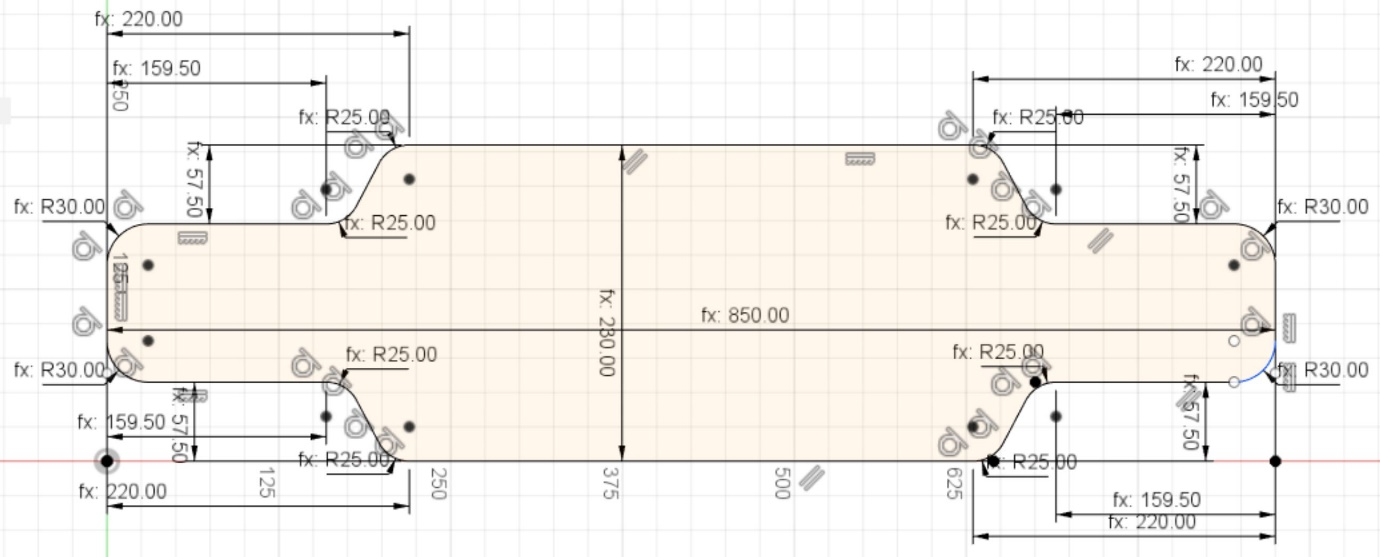 fx: 220.00
fx: 159.50
250
fx: R25.00
fx: 57.50
fx: R30.00
fx: R25.00
125
fx: 220.00
fx: 159.50
fx: R25.00
fx: 57.50
fx: R30.00
fx: R25.00
fx: 850.00
fx: 230.00
fx: R30.00
fx: R25.00
fx: 159.50
fx: 57.50
fx: R25.00
fx: 220.00
fx: R25.00
fx: R30.00
fx: 57.50
fx: R25.00
fx: 159.50
fx: 220.00
125
250
375
500
625